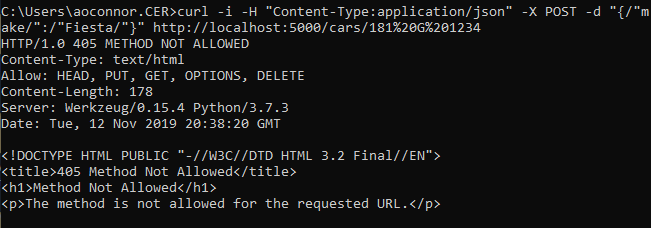 C:\Users\aoconnor.CER>curl -i -H "Content-Type:application/json" -X POST -d "{/"m
ake/":/"Fiesta/"}" http://localhost:5000/cars/181%20G%201234
HTTP/1.0 405 METHOD NOT ALLOWED
Content-Type: text/html
Allow: HEAD, PUT, GET, OPTIONS, DELETE
Content-Length: 178
Server: Werkzeug/0.15.4 Python/3.7.3
Date: Tue, 12 Nov 2019 20:38:20 GMT
<!DOCTYPE HTML PUBLIC "-//W3C//DTD HTML 3.2 Final//EN">
<title>405 Method Not Allowed</title>
<h1>Method Not Allowed</h1>
<p>The method is not allowed for the requested URL.</p>